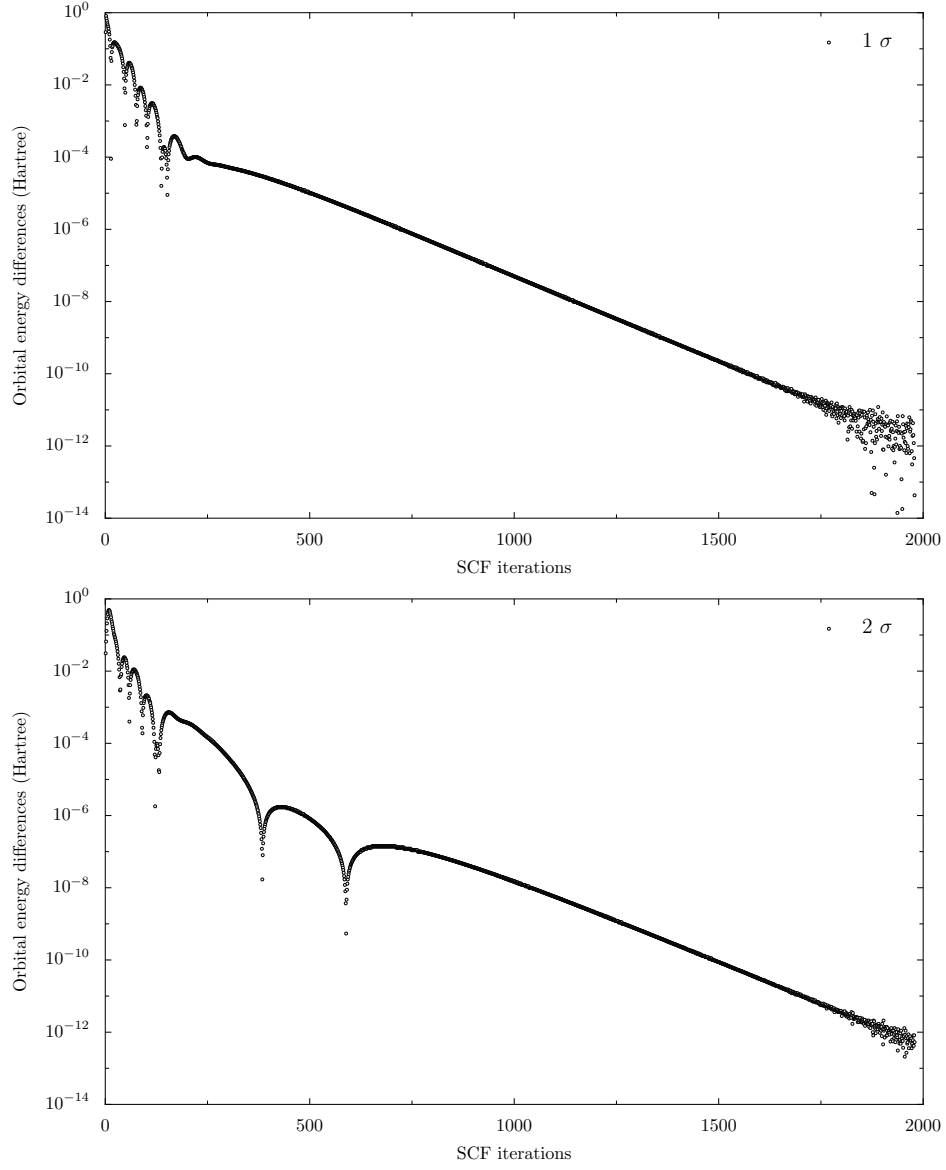 10^0
10^−2
10^−4
10^−6
10^−8
10^−10
10^−12
10^−14
Orbital energy differences (Hartree)
1 σ
0 500 1000 1500 2000
SCF iterations
10^0
10^−2
10^−4
10^−6
10^−8
10^−10
10^−12
10^−14
Orbital energy differences (Hartree)
2 σ
0 500 1000 1500 2000
SCF iterations